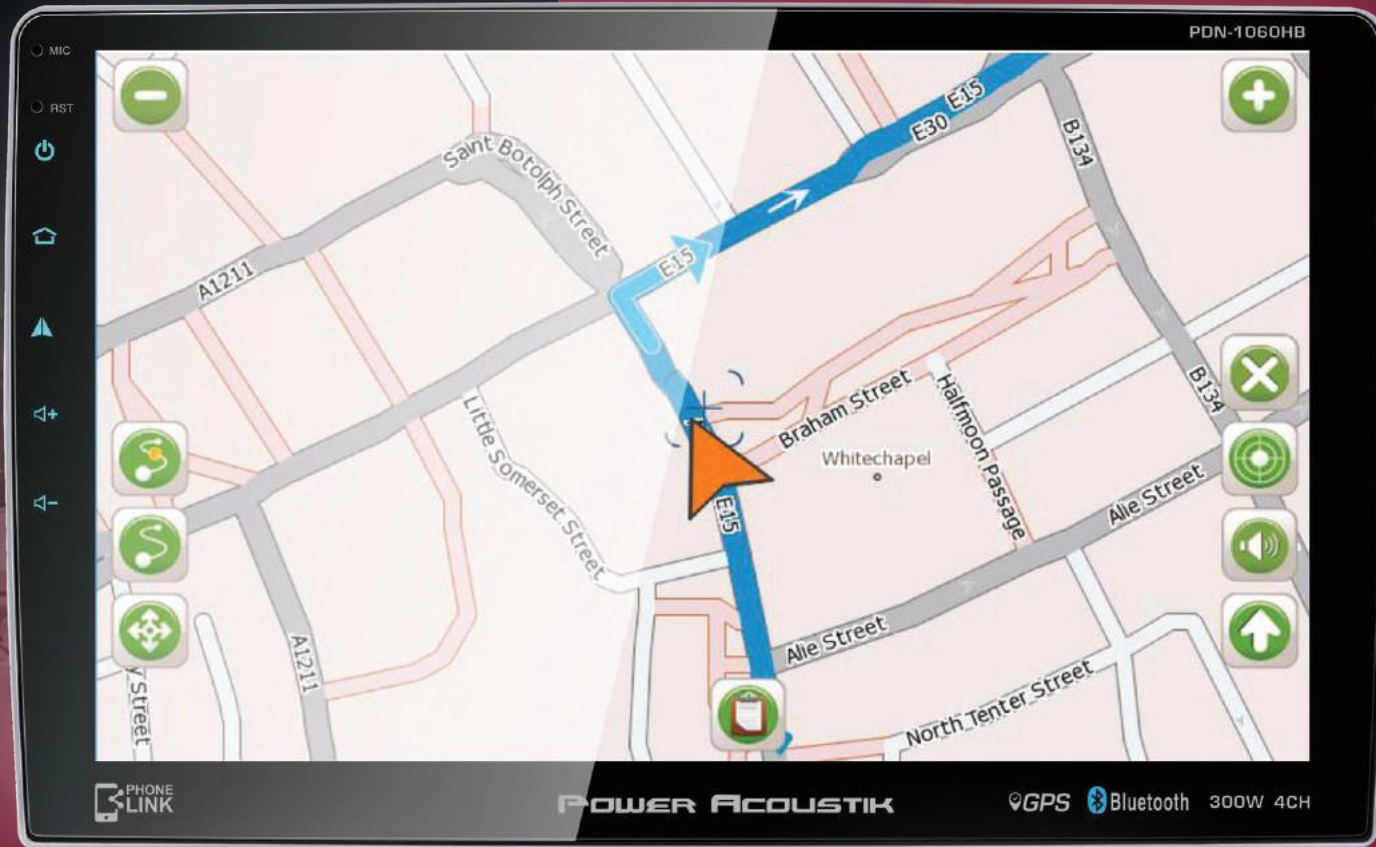 PDN-1060HB
MIC
RST
E15
E30
B134
Saint Botolph Street
E15
A1211
B134
Braham Street
Halfmoon Passage
Little Somerset Street
Whitechapel
E15
Alie Street
Alie Street
A1211
North Tenter Street
y Street
PHONE
LINK
POWER ACOUSTIK
GPS
Bluetooth
300W 4CH